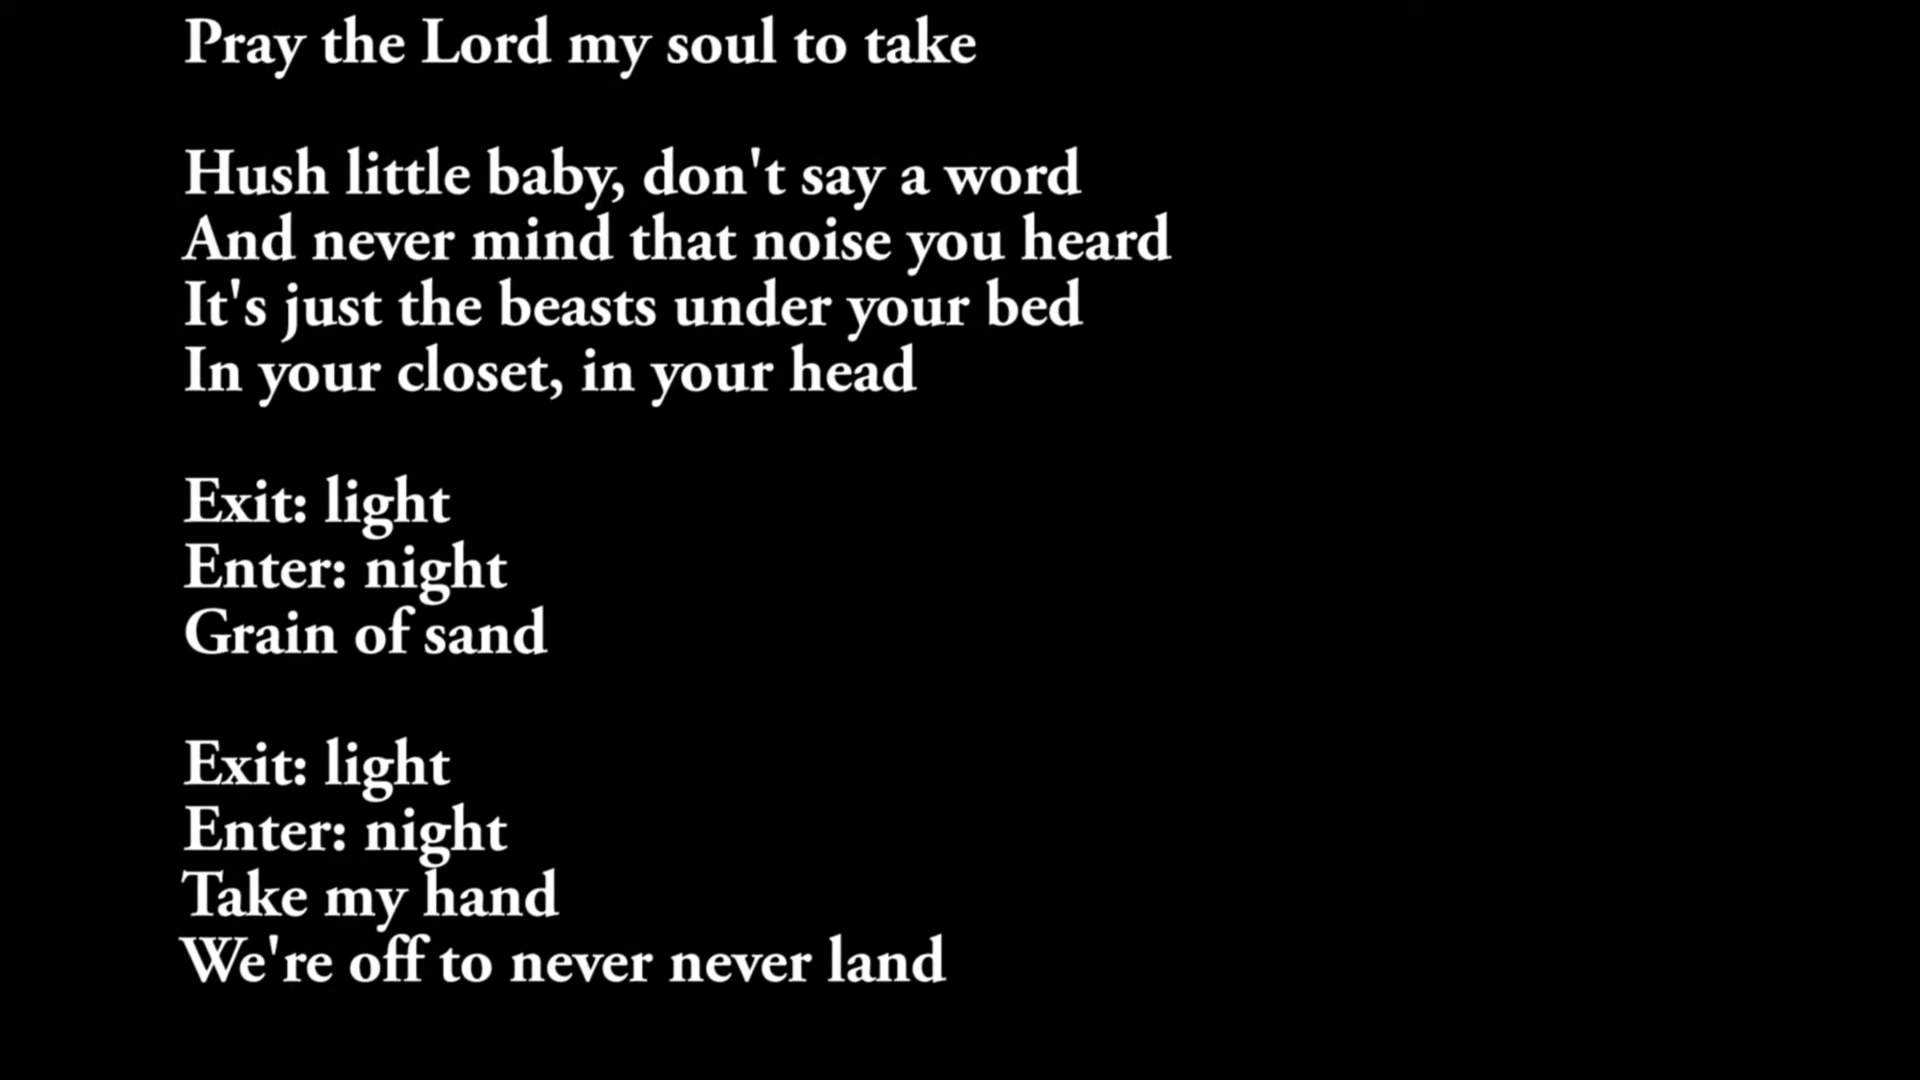 Pray the Lord my soul to take
Hush little baby, don't say a word
And never mind that noise you heard
It's just the beasts under your bed
In your closet, in your head
Exit: light
Enter: night
Grain of sand
Exit: light
Enter: night
Take my hand
We're off to never never land